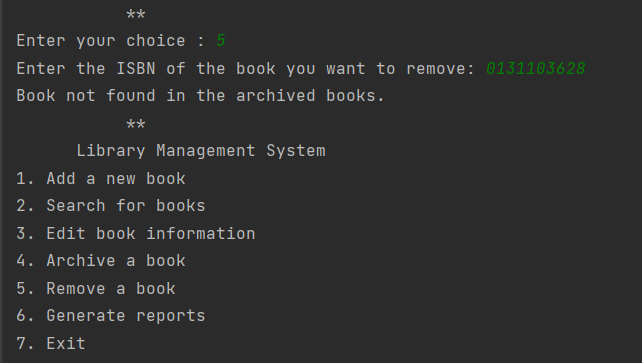 **
Enter your choice : 5
Enter the ISBN of the book you want to remove: 0131103628
Book not found in the archived books.
**
Library Management System
1. Add a new book
2. Search for books
3. Edit book information
4. Archive a book
5. Remove a book
6. Generate reports
7. Exit